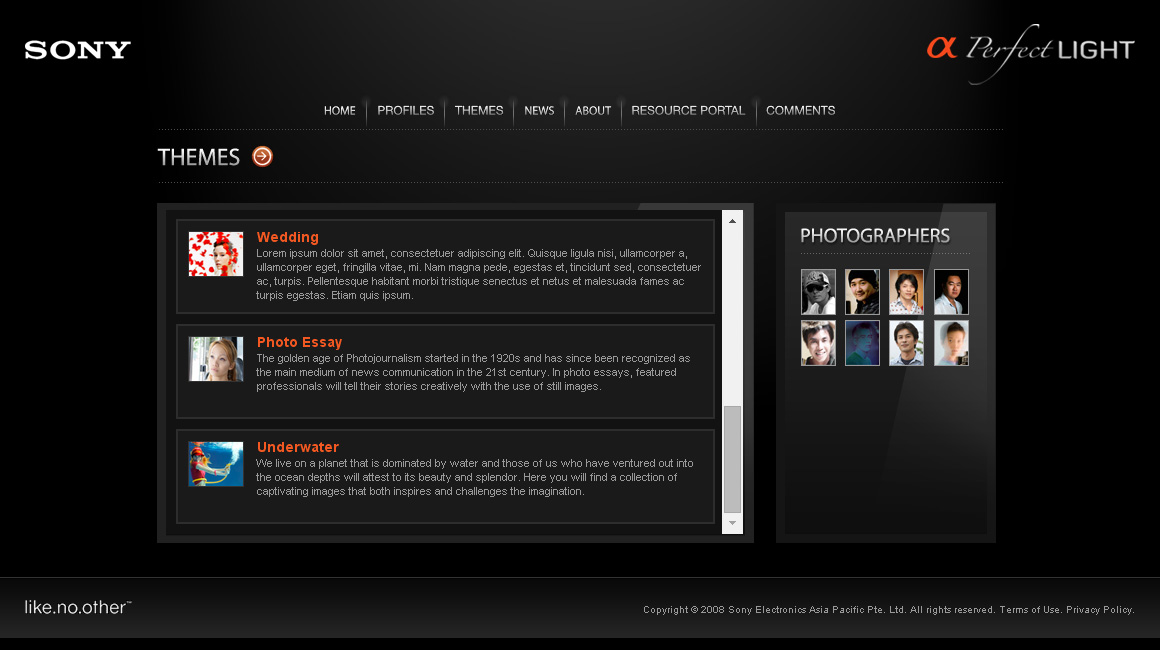 SONY
α Perfect LIGHT
HOME PROFILES THEMES NEWS ABOUT RESOURCE PORTAL COMMENTS
THEMES
Wedding
Lorem ipsum dolor sit amet, consectetuer adipiscing elit. Quisque ligula nisi, ullamcorper a,
ullamcorper eget, fringilla vitae, mi. Nam magna pede, egestas et, tincidunt sed, consectetuer
ac, turpis. Pellentesque habitant morbi tristique senectus et netus et malesuada fames ac
turpis egestas. Etiam quis ipsum.
Photo Essay
The golden age of Photojournalism started in the 1920s and has since been recognized as
the main medium of news communication in the 21st century. In photo essays, featured
professionals will tell their stories creatively with the use of still images.
Underwater
We live on a planet that is dominated by water and those of us who have ventured out into
the ocean depths will attest to its beauty and splendor. Here you will find a collection of
captivating images that both inspires and challenges the imagination.
PHOTOGRAPHERS
like.no.other™
Copyright © 2008 Sony Electronics Asia Pacific Pte. Ltd. All rights reserved. Terms of Use. Privacy Policy.